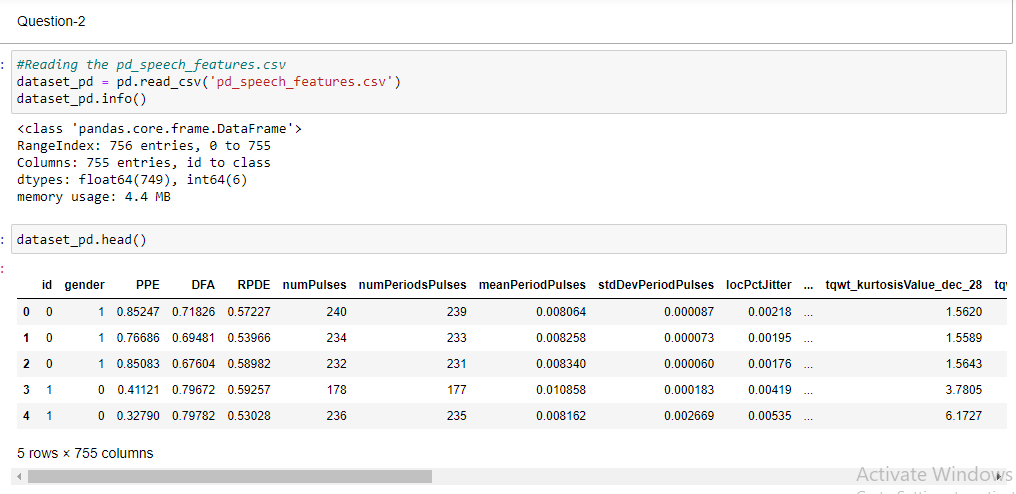 Question-2
: #Reading the pd_speech_features.csv
dataset_pd = pd.read_csv('pd_speech_features.csv')
dataset_pd.info()
<class 'pandas.core.frame.DataFrame'>
RangeIndex: 756 entries, 0 to 755
Columns: 755 entries, id to class
dtypes: float64(749), int64(6)
memory usage: 4.4 MB
: dataset_pd.head()
:
id gender PPE DFA RPDE numPulses numPeriodsPulses meanPeriodPulses stdDevPeriodPulses locPctJitter ... tqwt_kurtosisValue_dec_28
0 0 1 0.85247 0.71826 0.57227 240 239 0.008064 0.000087 0.00218 ... 1.5620
1 0 1 0.76686 0.69481 0.53966 234 233 0.008258 0.000073 0.00195 ... 1.5589
2 0 1 0.85083 0.67604 0.58982 232 231 0.008340 0.000060 0.00176 ... 1.5643
3 1 0 0.41121 0.79672 0.59257 178 177 0.010858 0.000183 0.00419 ... 3.7805
4 1 0 0.32790 0.79782 0.53028 236 235 0.008162 0.002669 0.00535 ... 6.1727
5 rows × 755 columns
Activate Windows